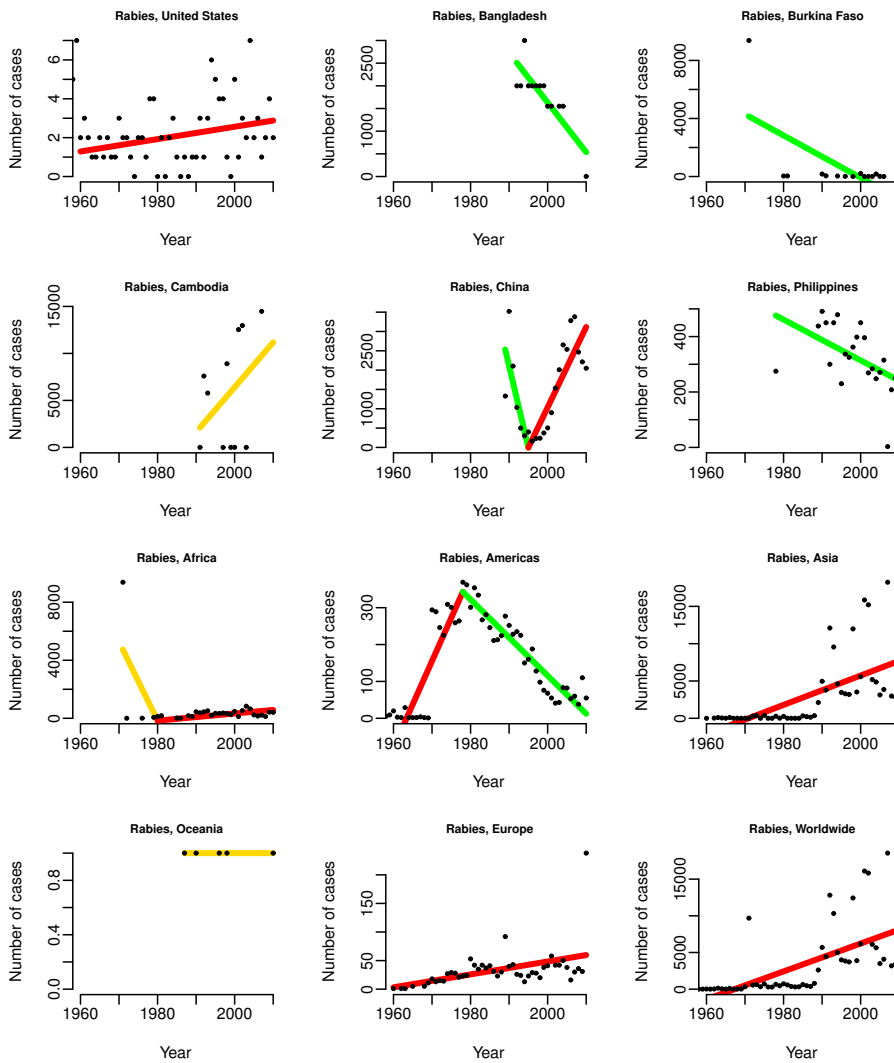 Rabies, United States
Number of cases
0 1 2 3 4 5 6 7
1960 1980 2000
Year
Rabies, Bangladesh
Number of cases
0 1000 2500
1960 1980 2000
Year
Rabies, Burkina Faso
Number of cases
0 4000 8000
1960 1980 2000
Year
Rabies, Cambodia
Number of cases
0 5000 15000
1960 1980 2000
Year
Rabies, China
Number of cases
0 1000 2500
1960 1980 2000
Year
Rabies, Philippines
Number of cases
0 200 400
1960 1980 2000
Year
Rabies, Africa
Number of cases
0 4000 8000
1960 1980 2000
Year
Rabies, Americas
Number of cases
0 100 300
1960 1980 2000
Year
Rabies, Asia
Number of cases
0 5000 15000
1960 1980 2000
Year
Rabies, Oceania
Number of cases
0.0 0.4 0.8
1960 1980 2000
Year
Rabies, Europe
Number of cases
0 50 150
1960 1980 2000
Year
Rabies, Worldwide
Number of cases
0 5000 15000
1960 1980 2000
Year